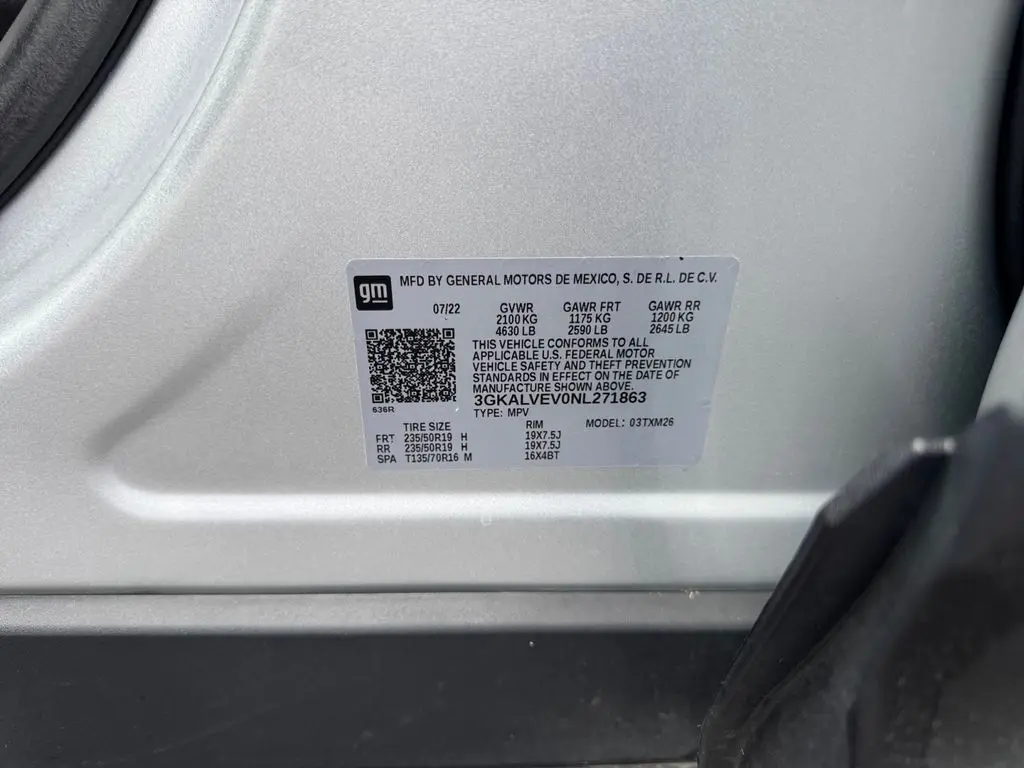 gm MFD BY GENERAL MOTORS DE MEXICO, S. DE R.L. DE C.V.
07/22 GVWR GAWR FRT GAWR RR
2100 KG 1175 KG 1200 KG
4630 LB 2590 LB 2645 LB
THIS VEHICLE CONFORMS TO ALL
APPLICABLE U.S. FEDERAL MOTOR
VEHICLE SAFETY AND THEFT PREVENTION
STANDARDS IN EFFECT ON THE DATE OF
MANUFACTURE SHOWN ABOVE.
3GKALVEV0NL271863
636R
TYPE: MPV MODEL: 03TXM26
TIRE SIZE RIM
FRT 235/50R19 H 19X7.5J
RR 235/50R19 H 19X7.5J
SPA T135/70R16 M 16X4BT